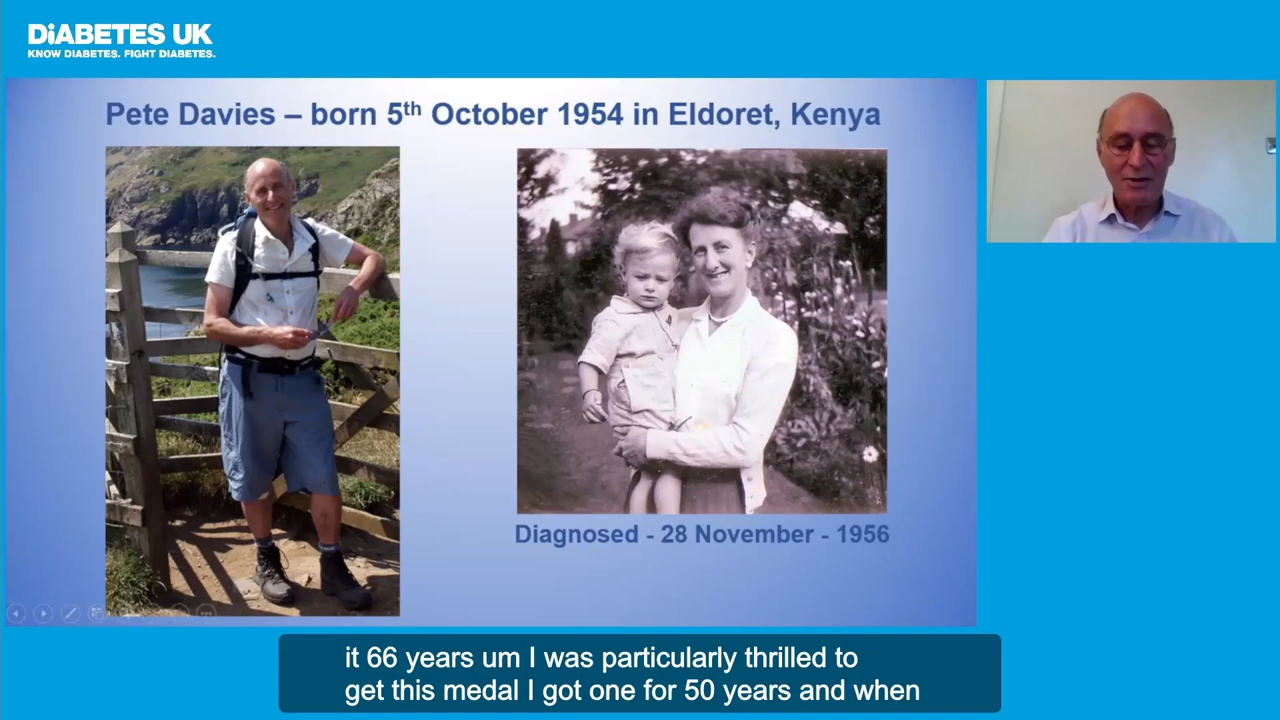 DiABETES UK
KNOW DIABETES. FIGHT DIABETES.
Pete Davies – born 5th October 1954 in Eldoret, Kenya
Diagnosed - 28 November - 1956
it 66 years um I was particularly thrilled to
get this medal I got one for 50 years and when